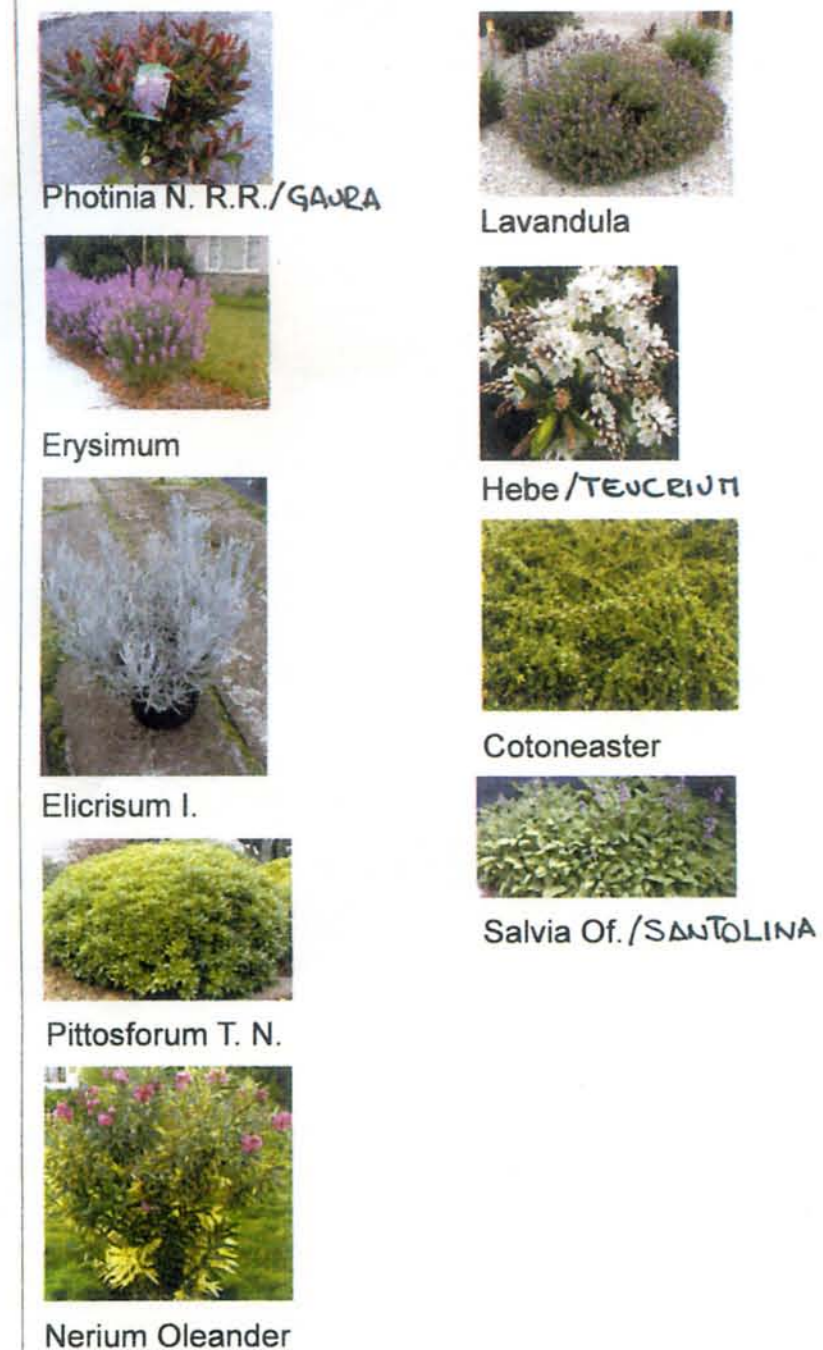 Photinia N. R.R./GAURA
Erysimum
Elicrisum I.
Pittosforum T. N.
Nerium Oleander
Lavandula
Hebe/TEUCRIUM
Cotoneaster
Salvia Of./SANTOLINA